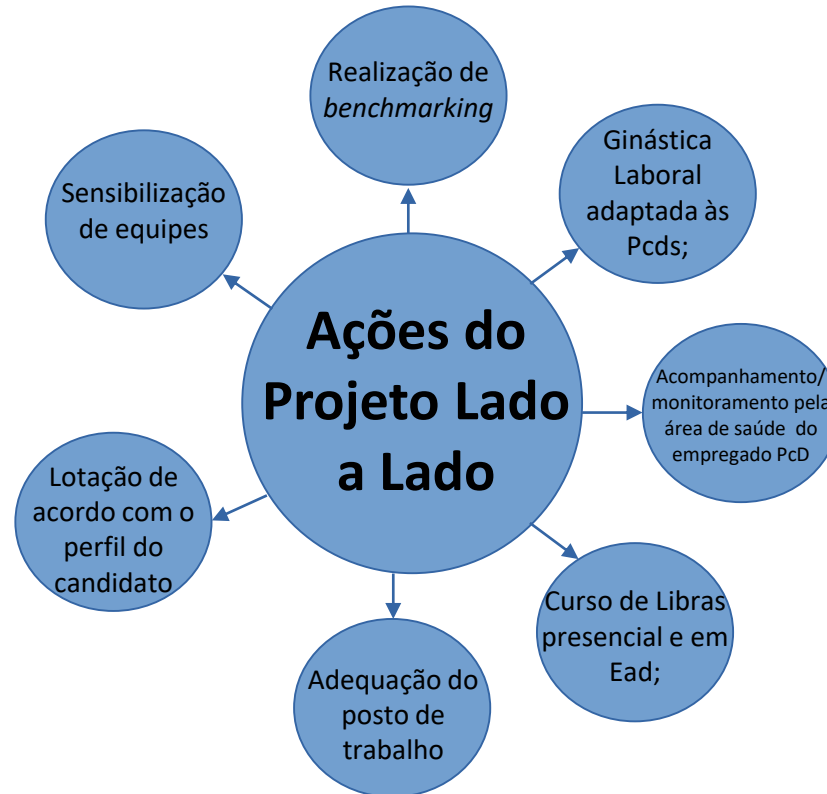 Realização de
benchmarking
Ginástica
Laboral
adaptada às
Pcds;
Sensibilização
de equipes
Ações do
Projeto Lado
a Lado
Acompanhamento/
monitoramento pela
área de saúde do
empregado PcD
Lotação de
acordo com o
perfil do
candidato
Curso de Libras
presencial e em
Ead;
Adequação do
posto de
trabalho